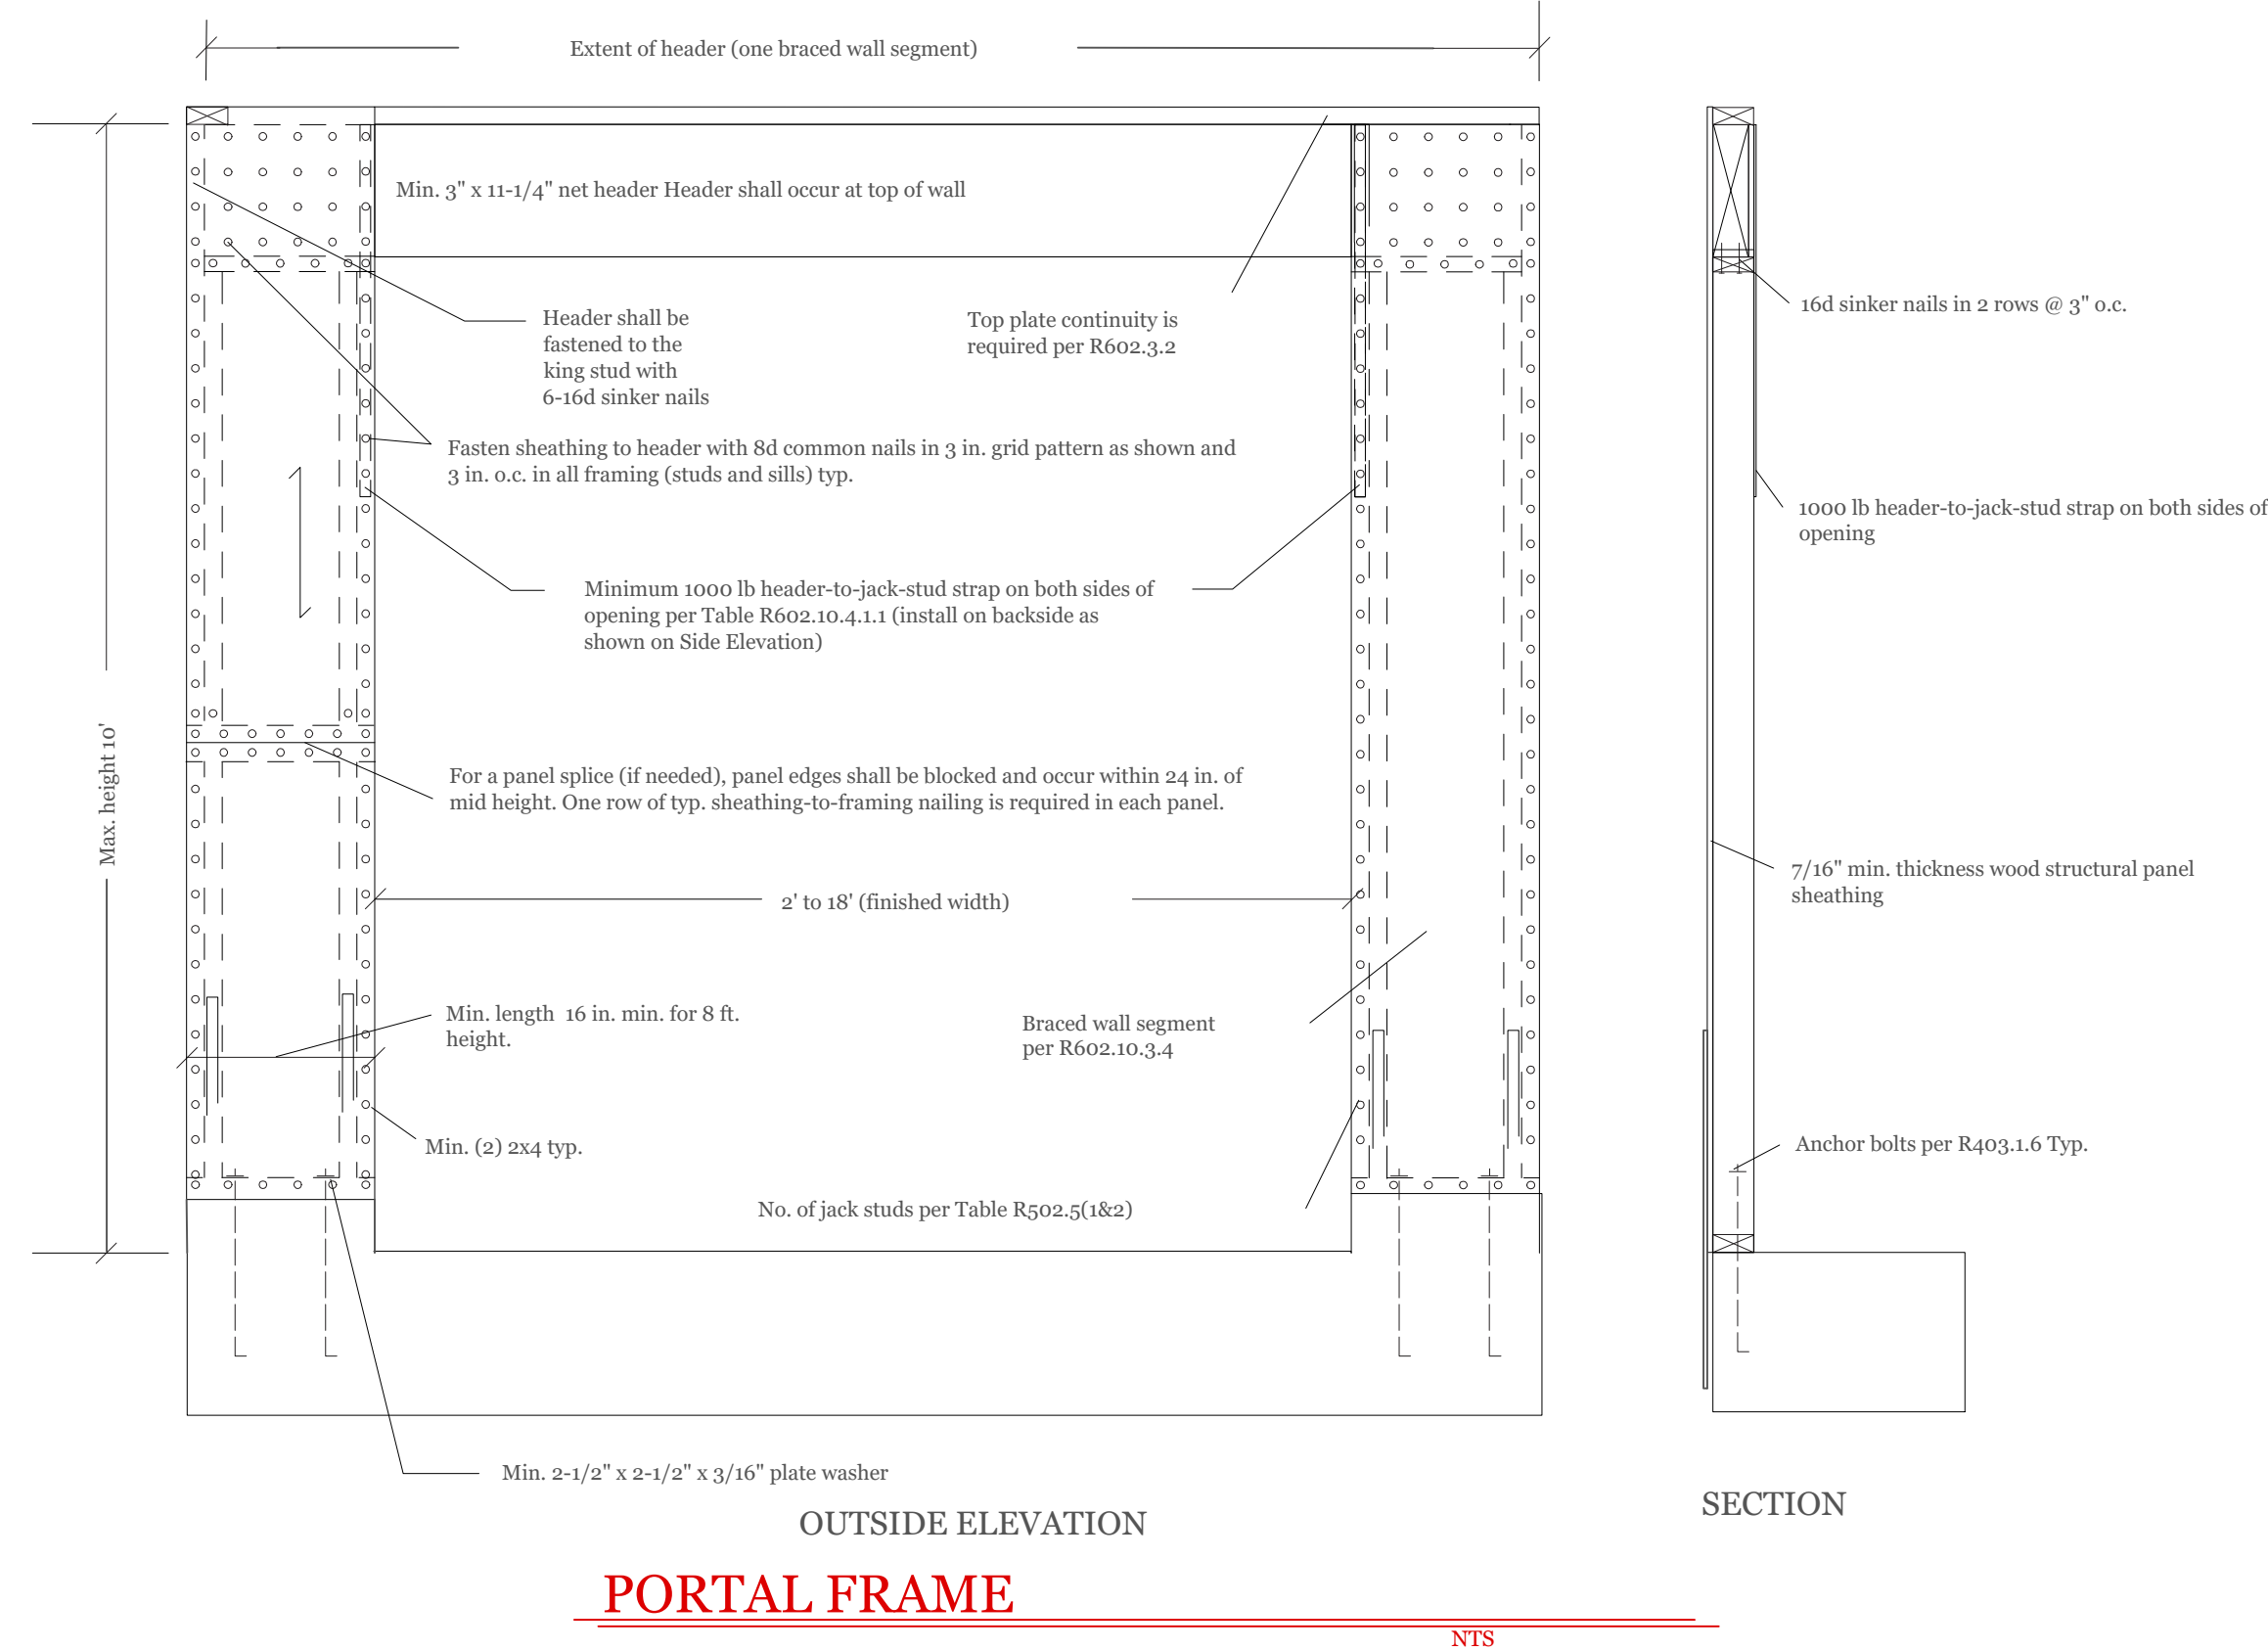 Extent of header (one braced wall segment)
Min. 3" x 11-1/4" net header Header shall occur at top of wall
Header shall be
fastened to the
king stud with
6-16d sinker nails
Top plate continuity is
required per R602.3.2
16d sinker nails in 2 rows @ 3" o.c.
Fasten sheathing to header with 8d common nails in 3 in. grid pattern as shown and
3 in. o.c. in all framing (studs and sills) typ.
1000 lb header-to-jack-stud strap on both sides of
opening
Minimum 1000 lb header-to-jack-stud strap on both sides of
opening per Table R602.10.4.1.1 (install on backside as
shown on Side Elevation)
Max. height 10'
For a panel splice (if needed), panel edges shall be blocked and occur within 24 in. of
mid height. One row of typ. sheathing-to-framing nailing is required in each panel.
7/16" min. thickness wood structural panel
sheathing
2' to 18' (finished width)
Min. length  16 in. min. for 8 ft.
height.
Braced wall segment
per R602.10.3.4
Min. (2) 2x4 typ.
Anchor bolts per R403.1.6 Typ.
No. of jack studs per Table R502.5(1&2)
Min. 2-1/2" x 2-1/2" x 3/16" plate washer
OUTSIDE ELEVATION
SECTION
PORTAL FRAME
NTS